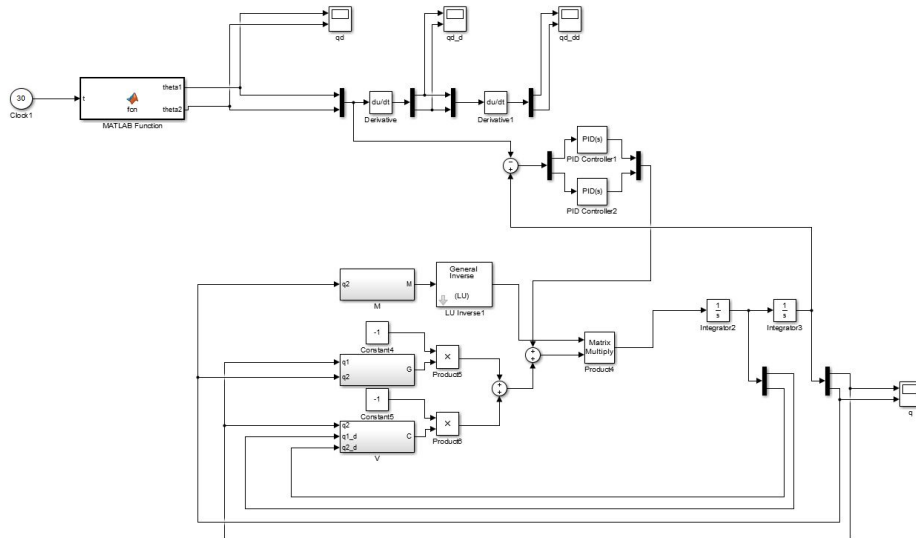 qd
qd_d
qd_dd
30
Clock1
t
theta1
fcn
theta2
MATLAB Function
du/dt
Derivative
du/dt
Derivative1
PID(s)
PID Controller1
PID(s)
PID Controller2
−
+
q2
M
M
General
Inverse
(LU)
LU Inverse1
-1
Constant4
q1
q2
G
×
Product5
+
+
+
+
Matrix
Multiply
Product4
1
s
Integrator2
1
s
Integrator3
-1
Constant5
q2
q1_d
q2_d
C
V
×
Product6
q